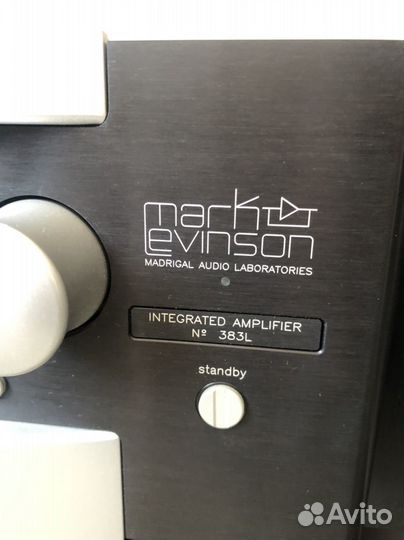 mark
levinson
MADRIGAL AUDIO LABORATORIES
INTEGRATED AMPLIFIER
Nº 383L
standby
Avito